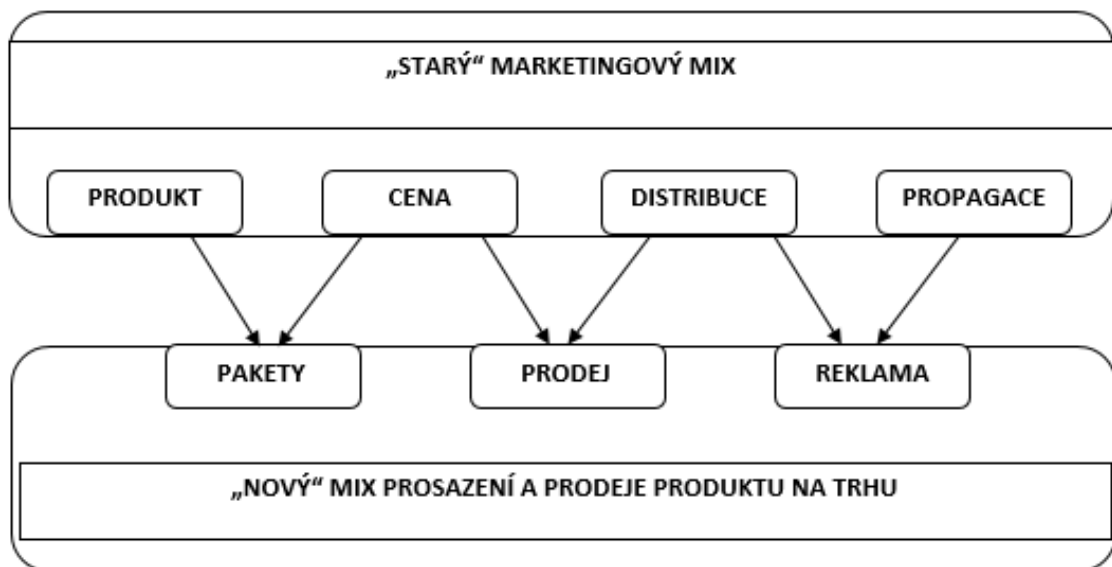 „STARÝ“ MARKETINGOVÝ MIX
PRODUKT
CENA
DISTRIBUCE
PROPAGACE
PAKETY
PRODEJ
REKLAMA
„NOVÝ“ MIX PROSAZENÍ A PRODEJE PRODUKTU NA TRHU